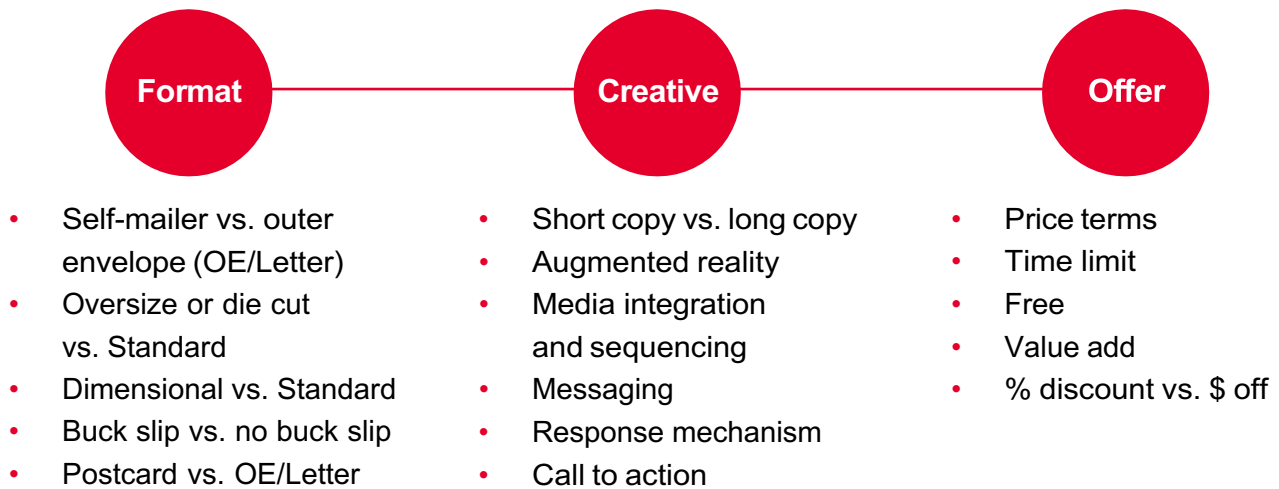 Format
Creative
Offer
• Self-mailer vs. outer
envelope (OE/Letter)
• Oversize or die cut
vs. Standard
• Dimensional vs. Standard
• Buck slip vs. no buck slip
• Postcard vs. OE/Letter
• Short copy vs. long copy
• Augmented reality
• Media integration
and sequencing
• Messaging
• Response mechanism
• Call to action
• Price terms
• Time limit
• Free
• Value add
• % discount vs. $ off